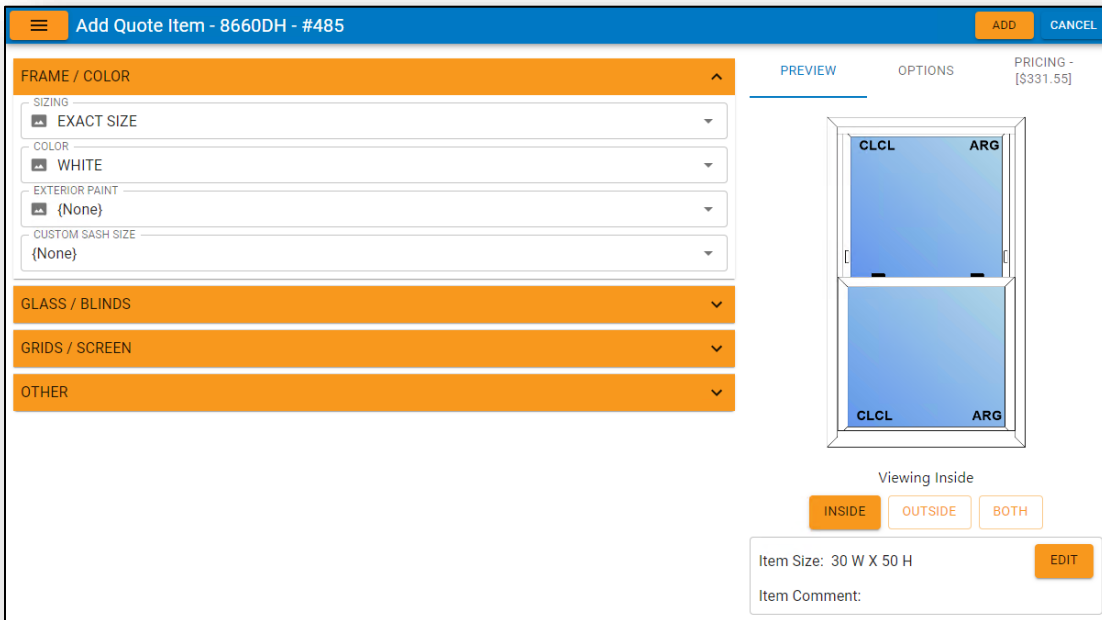 Add Quote Item - 8660DH - #485
ADD
CANCEL
FRAME / COLOR
SIZING
EXACT SIZE
COLOR
WHITE
EXTERIOR PAINT
{None}
CUSTOM SASH SIZE
{None}
GLASS / BLINDS
GRIDS / SCREEN
OTHER
PREVIEW
OPTIONS
PRICING -
[$331.55]
CLCL ARG
CLCL ARG
Viewing Inside
INSIDE
OUTSIDE
BOTH
Item Size: 30 W X 50 H
EDIT
Item Comment: